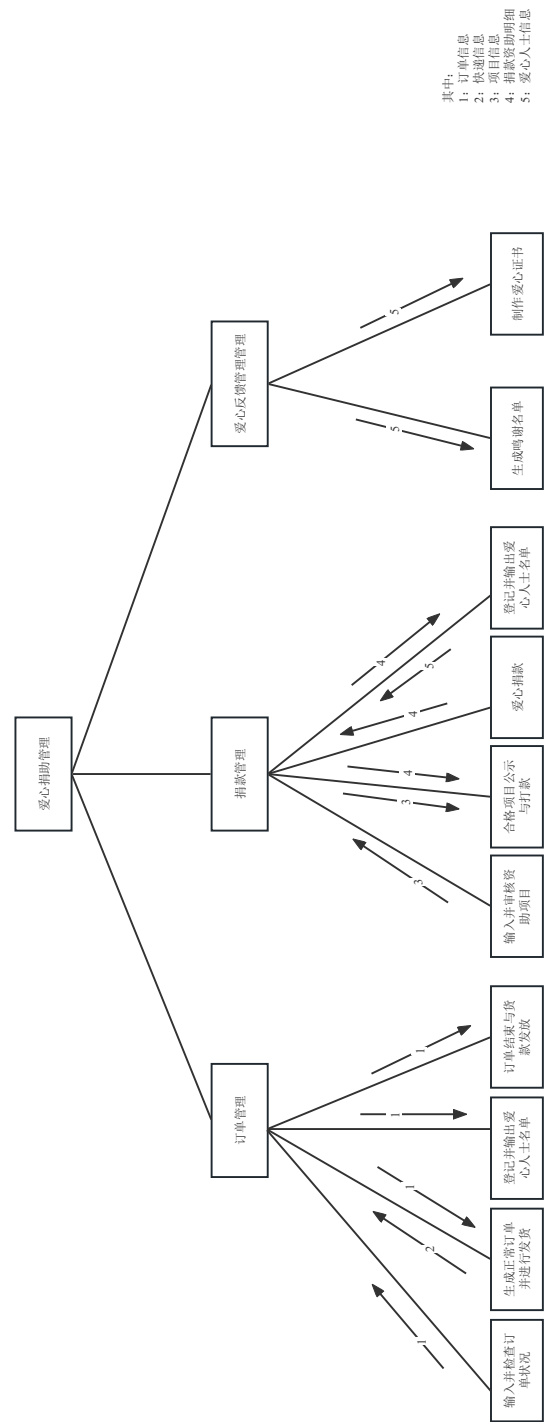 爱心捐助管理
订单管理
捐款管理
爱心反馈管理管理
1
2
1
1
1
3
3
4
4
4
5
5
5
输入并检查订
单状况
生成正常订单
并进行发货
登记并输出爱
心人士名单
订单结束与货
款发放
输入并审核资
助项目
合格项目公示
与打款
爱心捐款
登记并输出爱
心人士名单
生成鸣谢名单
制作爱心证书
其中:
1: 订单信息
2: 快递信息
3: 项目信息
4: 捐款资助明细
5: 爱心人士信息